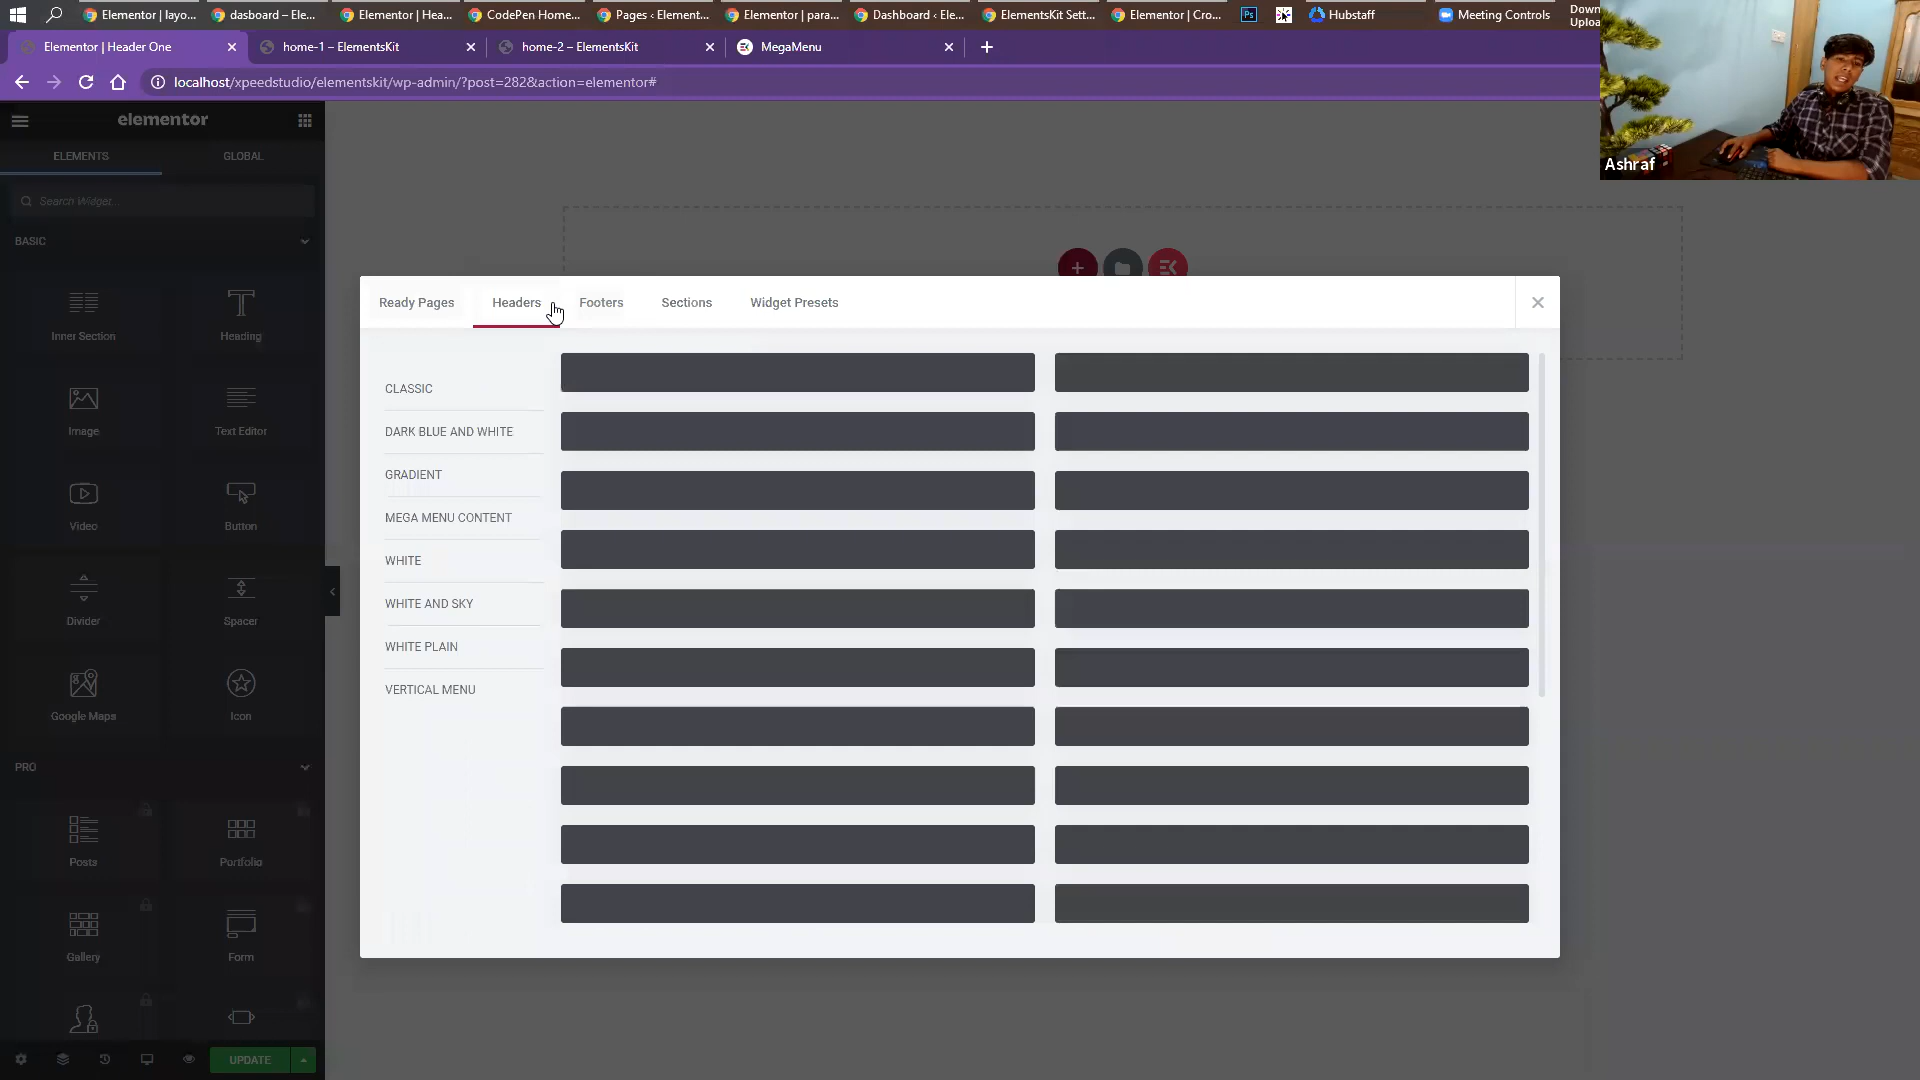 Elementor | layo...
dasboard – Ele...
Elementor | Hea...
CodePen Home...
Pages ‹ Element...
Elementor | para...
Dashboard ‹ Ele...
ElementsKit Sett...
Elementor | Cro...
Ps
Hubstaff
Meeting Controls
Down
Uploa
Elementor | Header One
home-1 – ElementsKit
home-2 – ElementsKit
MegaMenu
localhost/xpeedstudio/elementskit/wp-admin/?post=282&action=elementor#
Ashraf
elementor
ELEMENTS
GLOBAL
Search Widget...
BASIC
Inner Section
Heading
Image
Text Editor
Video
Button
Divider
Spacer
Google Maps
Icon
PRO
Posts
Portfolio
Gallery
Form
UPDATE
Ready Pages
Headers
Footers
Sections
Widget Presets
CLASSIC
DARK BLUE AND WHITE
GRADIENT
MEGA MENU CONTENT
WHITE
WHITE AND SKY
WHITE PLAIN
VERTICAL MENU